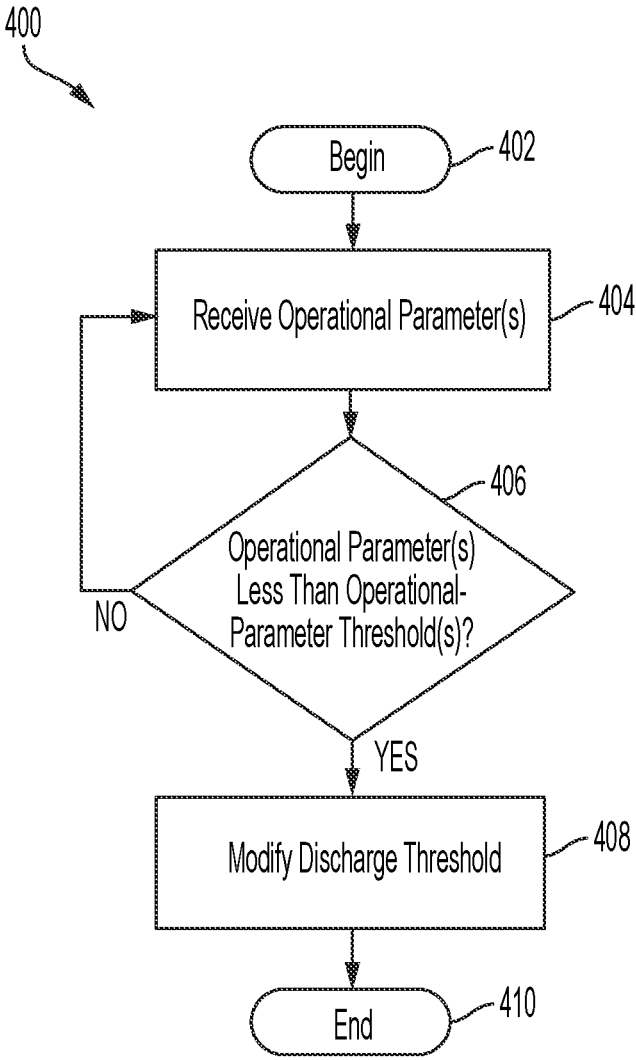 400
Begin
402
Receive Operational Parameter(s)
404
406
Operational Parameter(s)
Less Than Operational-
Parameter Threshold(s)?
NO
YES
Modify Discharge Threshold
408
End
410